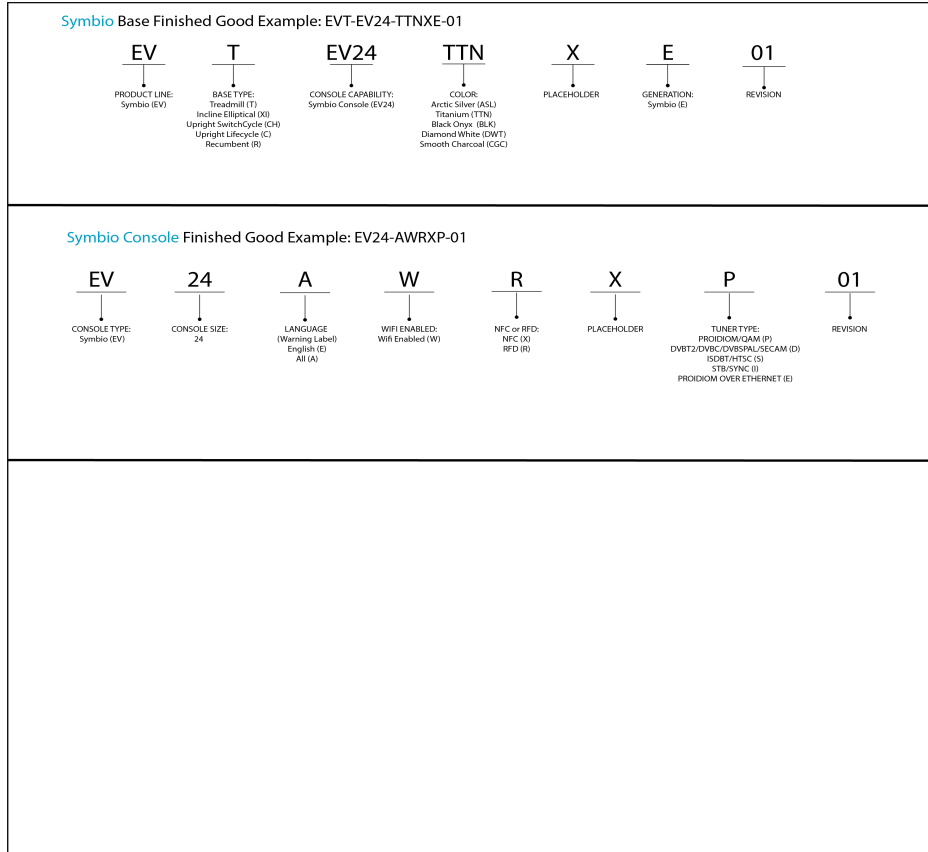 Symbio Base Finished Good Example: EVT-EV24-TTNXE-01
EV T EV24 TTN X E 01
PRODUCT LINE:
Symbio (EV)
BASE TYPE:
Treadmill (T)
Incline Elliptical (XI)
Upright SwitchCycle (CH)
Upright Lifecycle (C)
Recumbent (R)
CONSOLE CAPABILITY:
Symbio Console (EV24)
COLOR:
Arctic Silver (ASL)
Titanium (TTN)
Black Onyx (BLK)
Diamond White (DWT)
Smooth Charcoal (CGC)
PLACEHOLDER
GENERATION:
Symbio (E)
REVISION
Symbio Console Finished Good Example: EV24-AWRXP-01
EV 24 A W R X P 01
CONSOLE TYPE:
Symbio (EV)
CONSOLE SIZE:
24
LANGUAGE
(Warning Label)
English (E)
All (A)
WIFI ENABLED:
Wifi Enabled (W)
NFC or RFD:
NFC (X)
RFD (R)
PLACEHOLDER
TUNER TYPE:
PROIDIOM/QAM (P)
DVBT2/DVBC/DVBSPAL/SECAM (D)
ISDBT/HTSC (S)
STB/SYNC (I)
PROIDIOM OVER ETHERNET (E)
REVISION